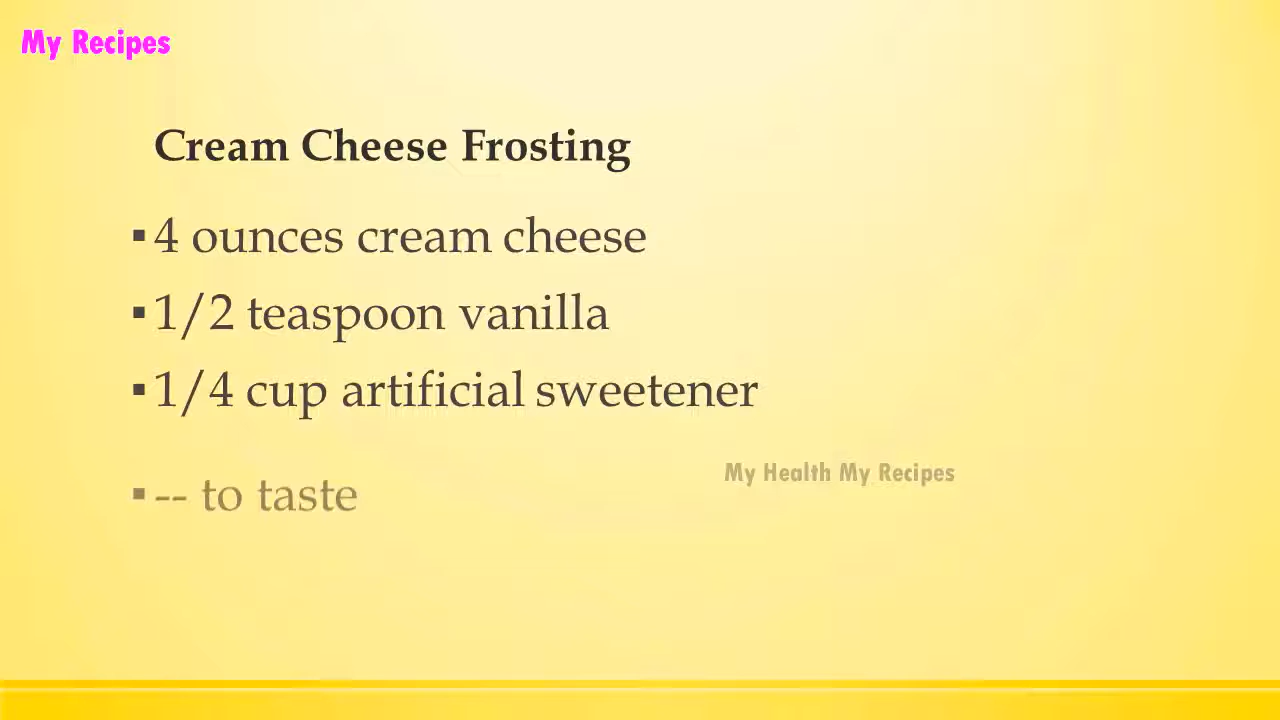 My Recipes
Cream Cheese Frosting
▪4 ounces cream cheese
▪1/2 teaspoon vanilla
▪1/4 cup artificial sweetener
My Health My Recipes
▪-- to taste